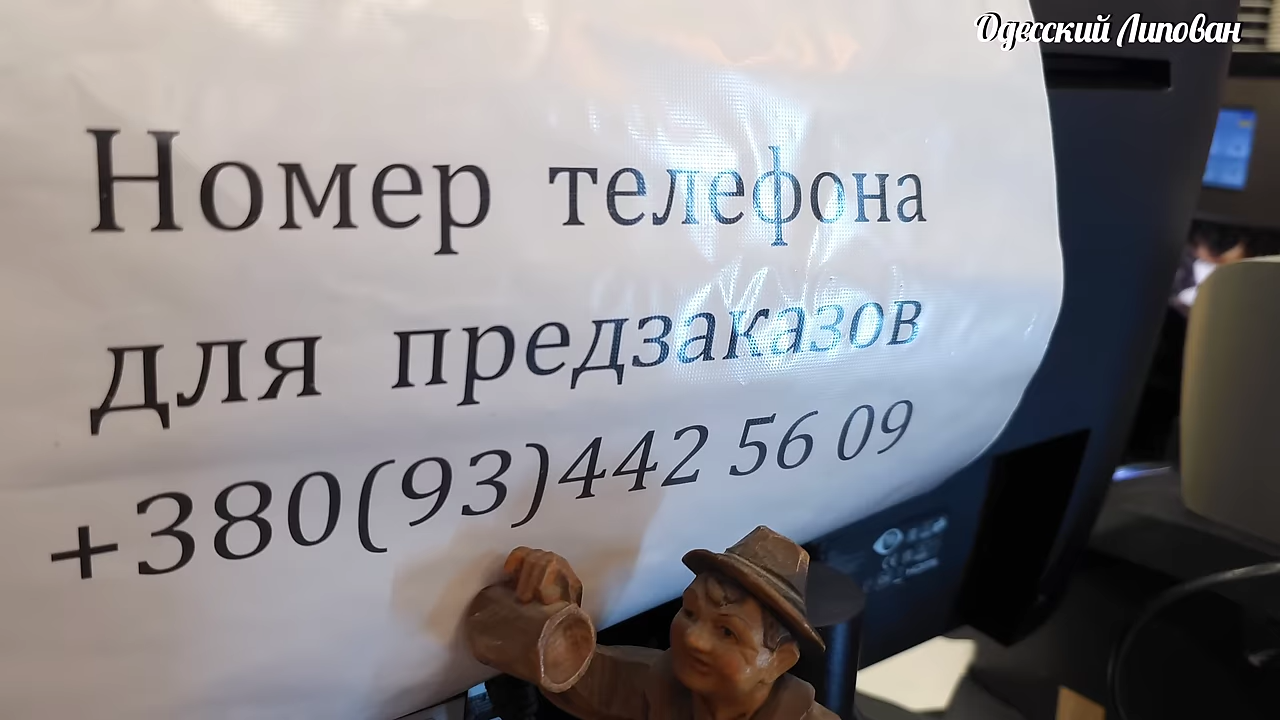 Одесский Липован
Номер телефона
для предзаказов
+380(93)442 56 09